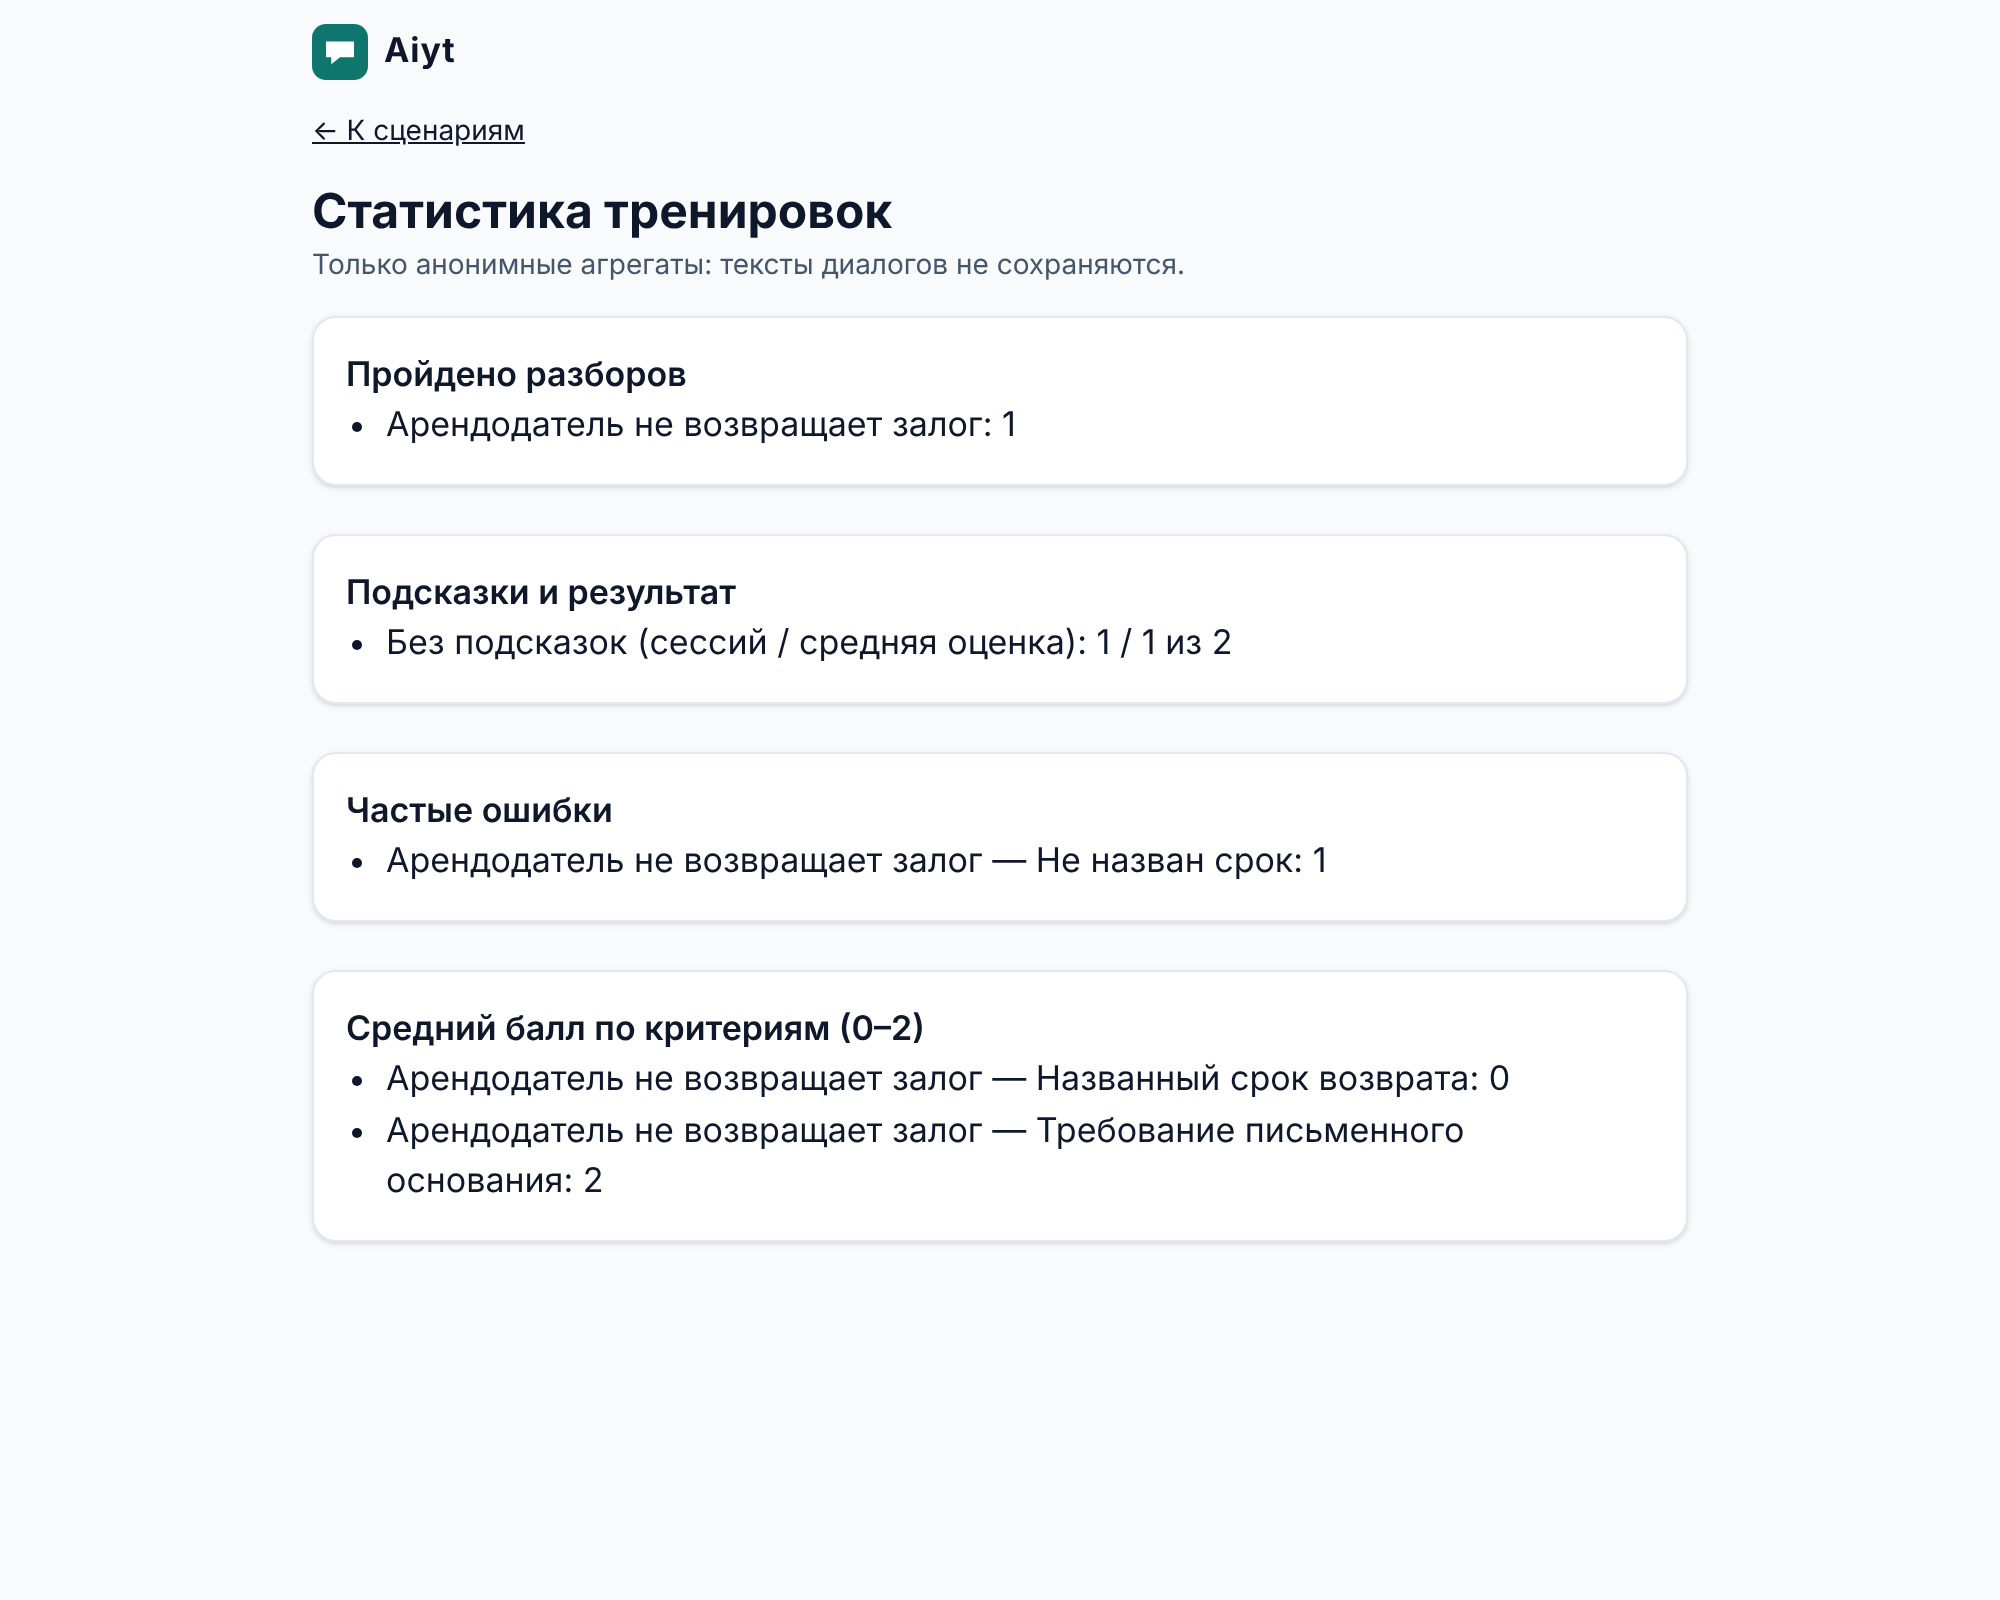 Aiyt
← К сценариям
Статистика тренировок
Только анонимные агрегаты: тексты диалогов не сохраняются.
Пройдено разборов
• Арендодатель не возвращает залог: 1
Подсказки и результат
• Без подсказок (сессий / средняя оценка): 1 / 1 из 2
Частые ошибки
• Арендодатель не возвращает залог — Не назван срок: 1
Средний балл по критериям (0–2)
• Арендодатель не возвращает залог — Названный срок возврата: 0
• Арендодатель не возвращает залог — Требование письменного
основания: 2